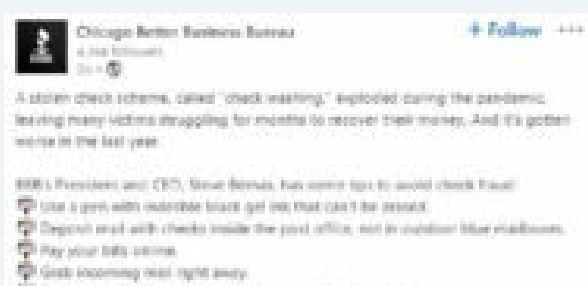 Chicago Better Business Bureau
+ Follow
followers
A stolen check scheme, called "check washing," exploded during the pandemic,
leaving many victims struggling for months to recover their money. And it's gotten
worse in the last year.
BBB's President and CEO, Steve Bernas, has some tips to avoid check fraud:
Use a pen with indelible black gel ink that can't be erased.
Deposit mail with checks inside the post office, not in outdoor blue mailboxes.
Pay your bills online.
Grab incoming mail right away.